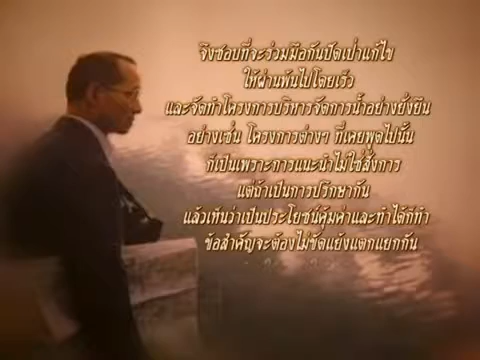 จึงชอบที่จะร่วมมือกันปัดเป่าแก้ไข
ให้ผ่านพ้นไปโดยเร็ว
และจัดทำโครงการบริหารจัดการน้ำอย่างยั่งยืน
อย่างเช่น โครงการต่างๆ ที่เคยพูดไปนั้น
ก็เป็นเพราะการแนะนำไม่ใช่สั่งการ
แต่ถ้าเป็นการปรึกษากัน
แล้วเห็นว่าเป็นประโยชน์คุ้มค่าและทำได้ก็ทำ
ข้อสำคัญจะต้องไม่ขัดแย้งแตกแยกกัน